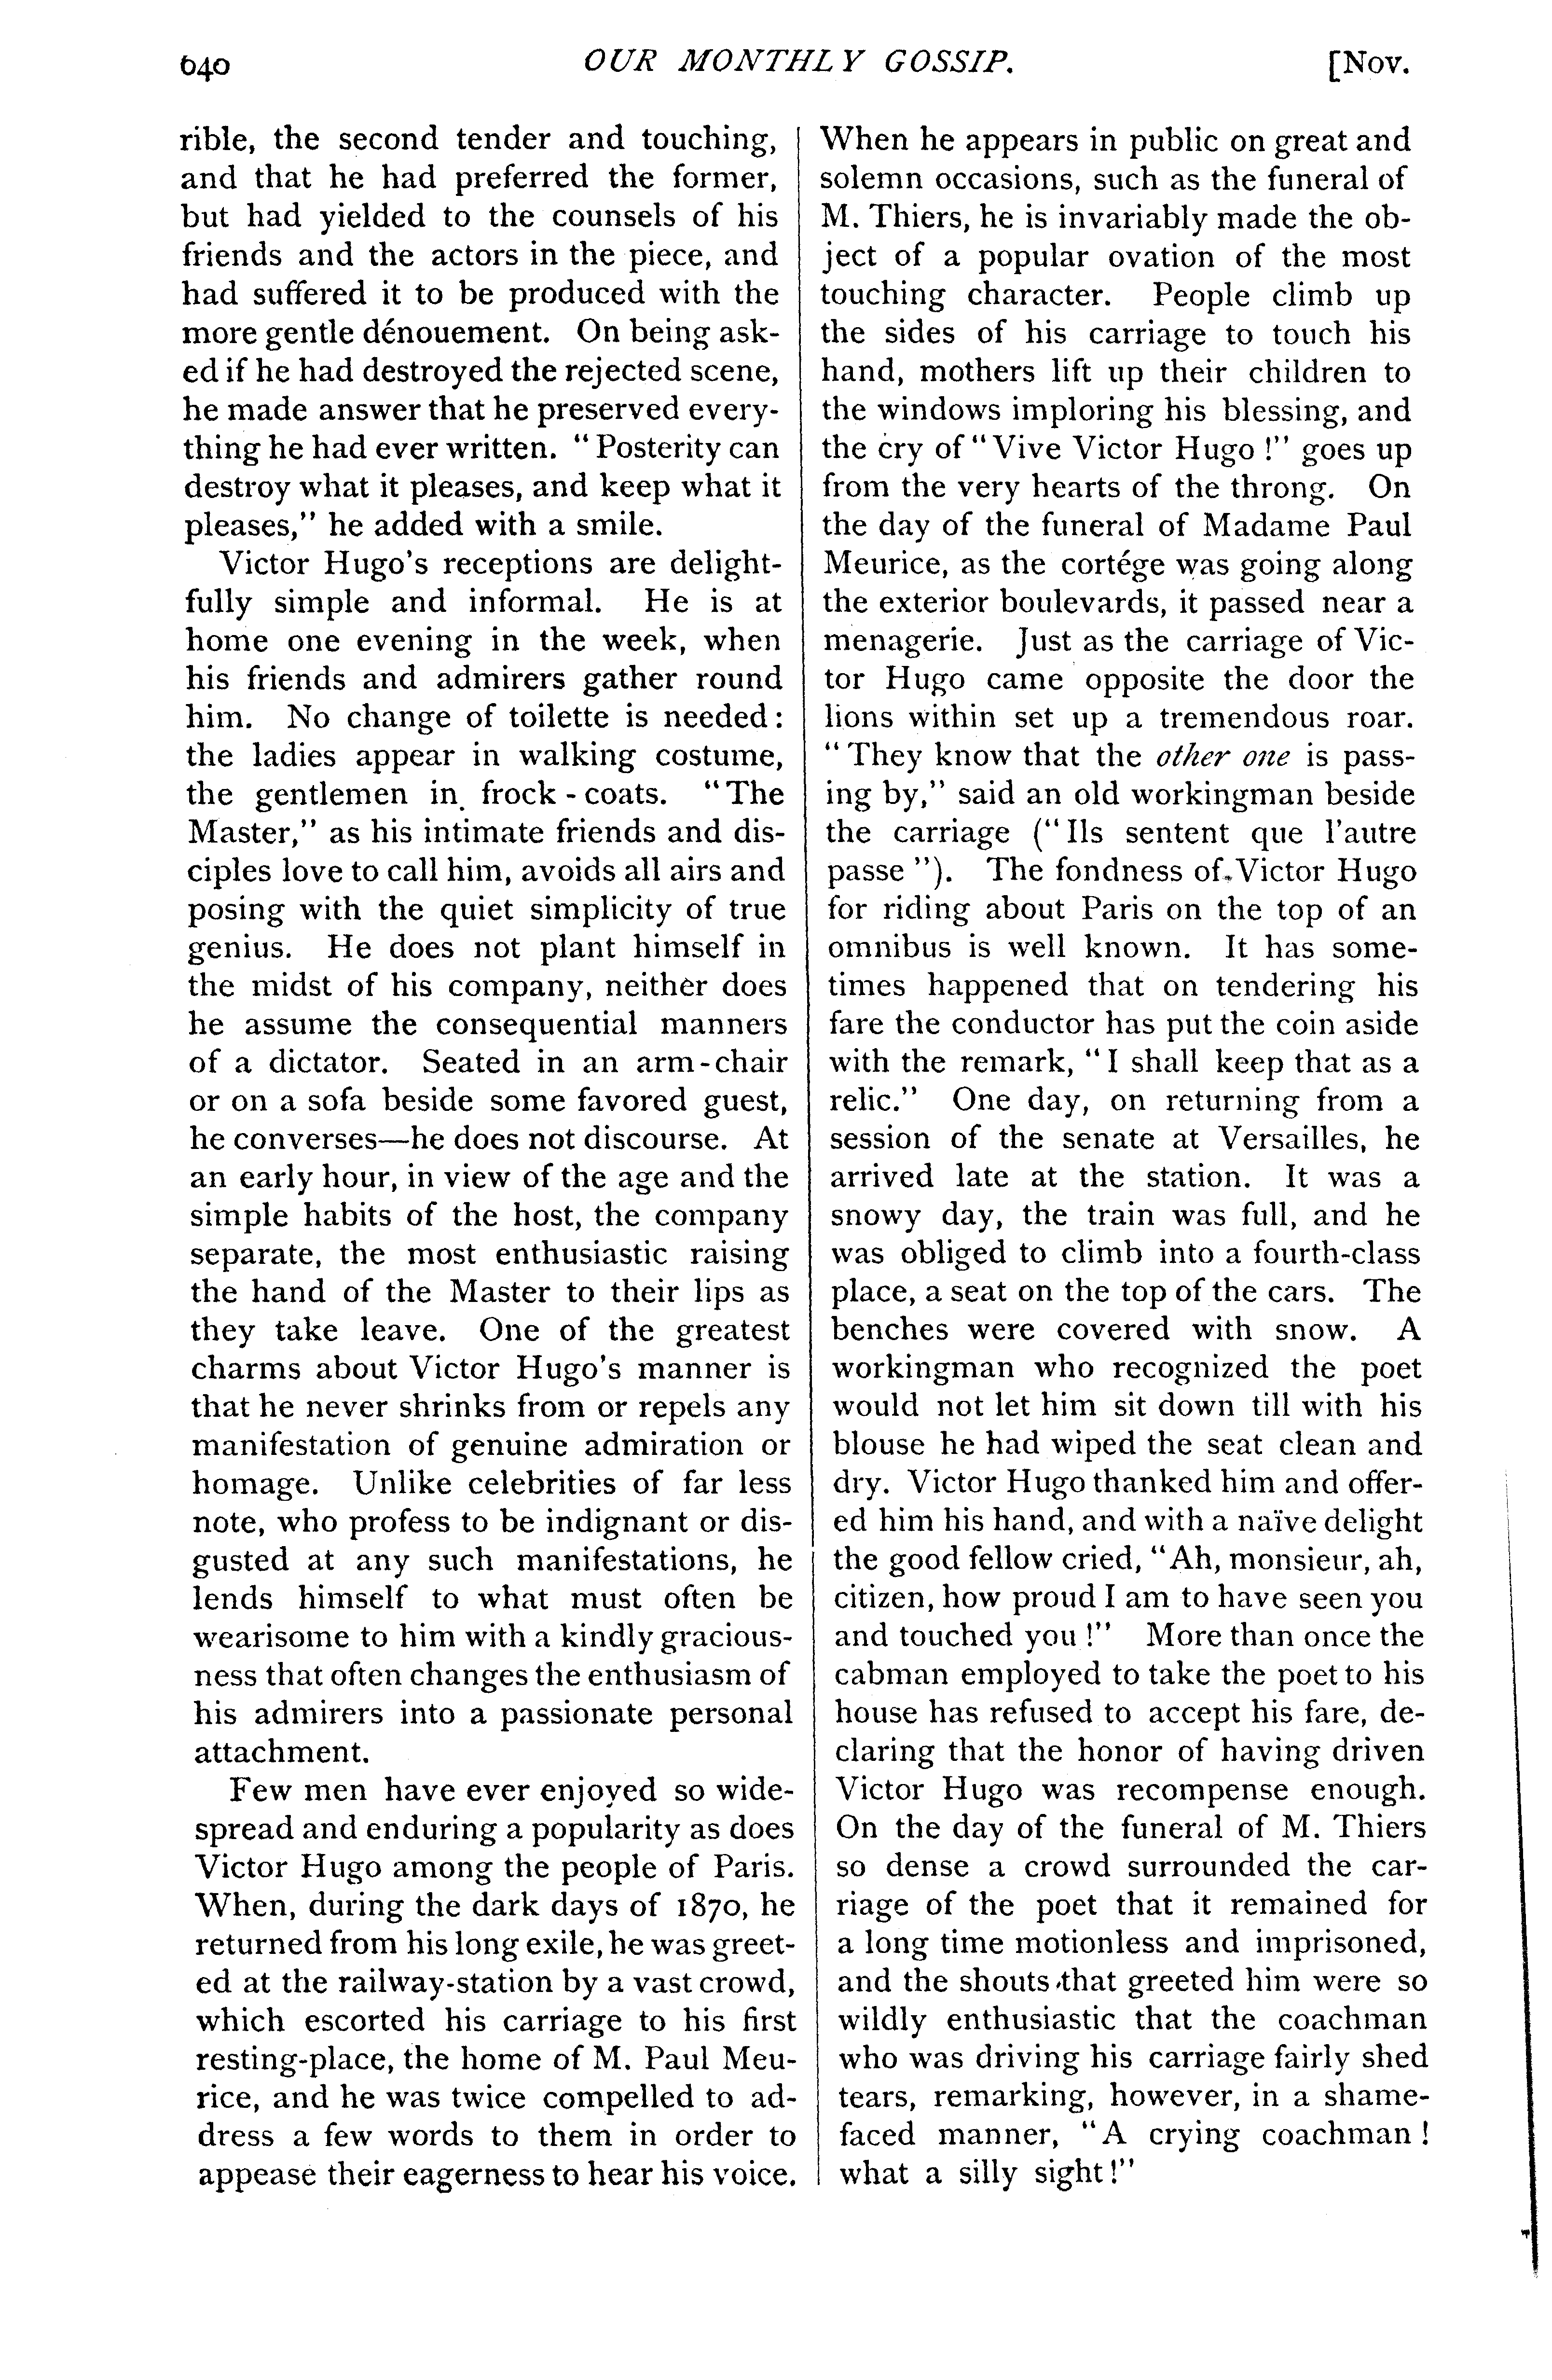 640
OUR MONTHLY GOSSIP.
[Nov.
rible, the second tender and touching,
and that he had preferred the former,
but had yielded to the counsels of his
friends and the actors in the piece, and
had suffered it to be produced with the
more gentle dénouement. On being ask-
ed if he had destroyed the rejected scene,
he made answer that he preserved every-
thing he had ever written. "Posterity can
destroy what it pleases, and keep what it
pleases," he added with a smile.
Victor Hugo's receptions are delight-
fully simple and informal. He is at
home one evening in the week, when
his friends and admirers gather round
him. No change of toilette is needed:
the ladies appear in walking costume,
the gentlemen in frock-coats. "The
Master," as his intimate friends and dis-
ciples love to call him, avoids all airs and
posing with the quiet simplicity of true
genius. He does not plant himself in
the midst of his company, neither does
he assume the consequential manners
of a dictator. Seated in an arm-chair
or on a sofa beside some favored guest,
he converses—he does not discourse. At
an early hour, in view of the age and the
simple habits of the host, the company
separate, the most enthusiastic raising
the hand of the Master to their lips as
they take leave. One of the greatest
charms about Victor Hugo's manner is
that he never shrinks from or repels any
manifestation of genuine admiration or
homage. Unlike celebrities of far less
note, who profess to be indignant or dis-
gusted at any such manifestations, he
lends himself to what must often be
wearisome to him with a kindly gracious-
ness that often changes the enthusiasm of
his admirers into a passionate personal
attachment.
Few men have ever enjoyed so wide-
spread and enduring a popularity as does
Victor Hugo among the people of Paris.
When, during the dark days of 1870, he
returned from his long exile, he was greet-
ed at the railway-station by a vast crowd,
which escorted his carriage to his first
resting-place, the home of M. Paul Meu-
rice, and he was twice compelled to ad-
dress a few words to them in order to
appease their eagerness to hear his voice.
When he appears in public on great and
solemn occasions, such as the funeral of
M. Thiers, he is invariably made the ob-
ject of a popular ovation of the most
touching character. People climb up
the sides of his carriage to touch his
hand, mothers lift up their children to
the windows imploring his blessing, and
the cry of "Vive Victor Hugo!" goes up
from the very hearts of the throng. On
the day of the funeral of Madame Paul
Meurice, as the cortége was going along
the exterior boulevards, it passed near a
menagerie. Just as the carriage of Vic-
tor Hugo came opposite the door the
lions within set up a tremendous roar.
"They know that the other one is pass-
ing by," said an old workingman beside
the carriage ("Ils sentent que l'autre
passe"). The fondness of Victor Hugo
for riding about Paris on the top of an
omnibus is well known. It has some-
times happened that on tendering his
fare the conductor has put the coin aside
with the remark, "I shall keep that as a
relic." One day, on returning from a
session of the senate at Versailles, he
arrived late at the station. It was a
snowy day, the train was full, and he
was obliged to climb into a fourth-class
place, a seat on the top of the cars. The
benches were covered with snow. A
workingman who recognized the poet
would not let him sit down till with his
blouse he had wiped the seat clean and
dry. Victor Hugo thanked him and offer-
ed him his hand, and with a naïve delight
the good fellow cried, "Ah, monsieur, ah,
citizen, how proud I am to have seen you
and touched you!" More than once the
cabman employed to take the poet to his
house has refused to accept his fare, de-
claring that the honor of having driven
Victor Hugo was recompense enough.
On the day of the funeral of M. Thiers
so dense a crowd surrounded the car-
riage of the poet that it remained for
a long time motionless and imprisoned,
and the shouts that greeted him were so
wildly enthusiastic that the coachman
who was driving his carriage fairly shed
tears, remarking, however, in a shame-
faced manner, "A crying coachman!
what a silly sight!"